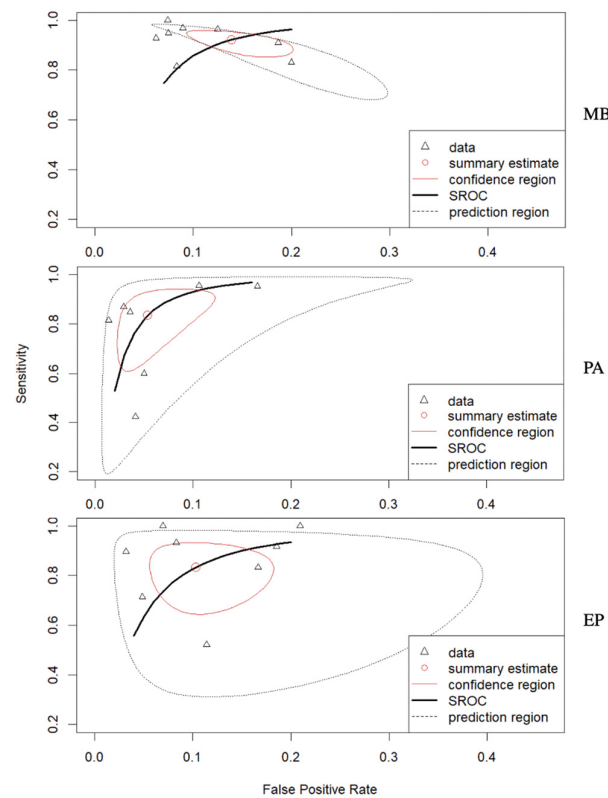 1.0
0.8
0.6
0.4
0.2
MB
data
summary estimate
confidence region
SROC
prediction region
0.0 0.1 0.2 0.3 0.4
1.0
0.8
0.6
0.4
0.2
PA
data
summary estimate
confidence region
SROC
prediction region
0.0 0.1 0.2 0.3 0.4
Sensitivity
1.0
0.8
0.6
0.4
0.2
EP
data
summary estimate
confidence region
SROC
prediction region
0.0 0.1 0.2 0.3 0.4
False Positive Rate